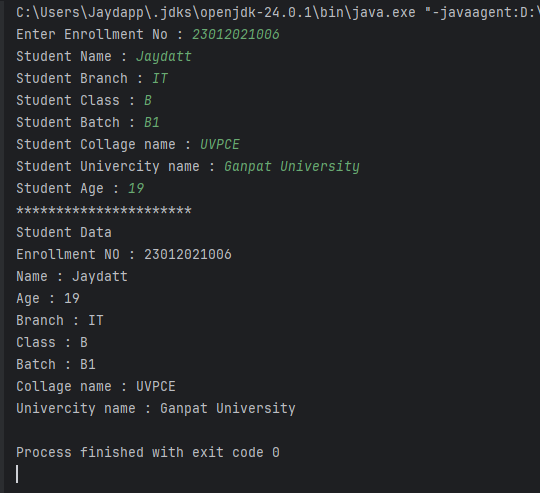 C:\Users\Jaydapp\.jdks\openjdk-24.0.1\bin\java.exe "-javaagent:D:\
Enter Enrollment No : 23012021006
Student Name : Jaydatt
Student Branch : IT
Student Class : B
Student Batch : B1
Student Collage name : UVPCE
Student Univercity name : Ganpat University
Student Age : 19
**********************
Student Data
Enrollment NO : 23012021006
Name : Jaydatt
Age : 19
Branch : IT
Class : B
Batch : B1
Collage name : UVPCE
Univercity name : Ganpat University
Process finished with exit code 0